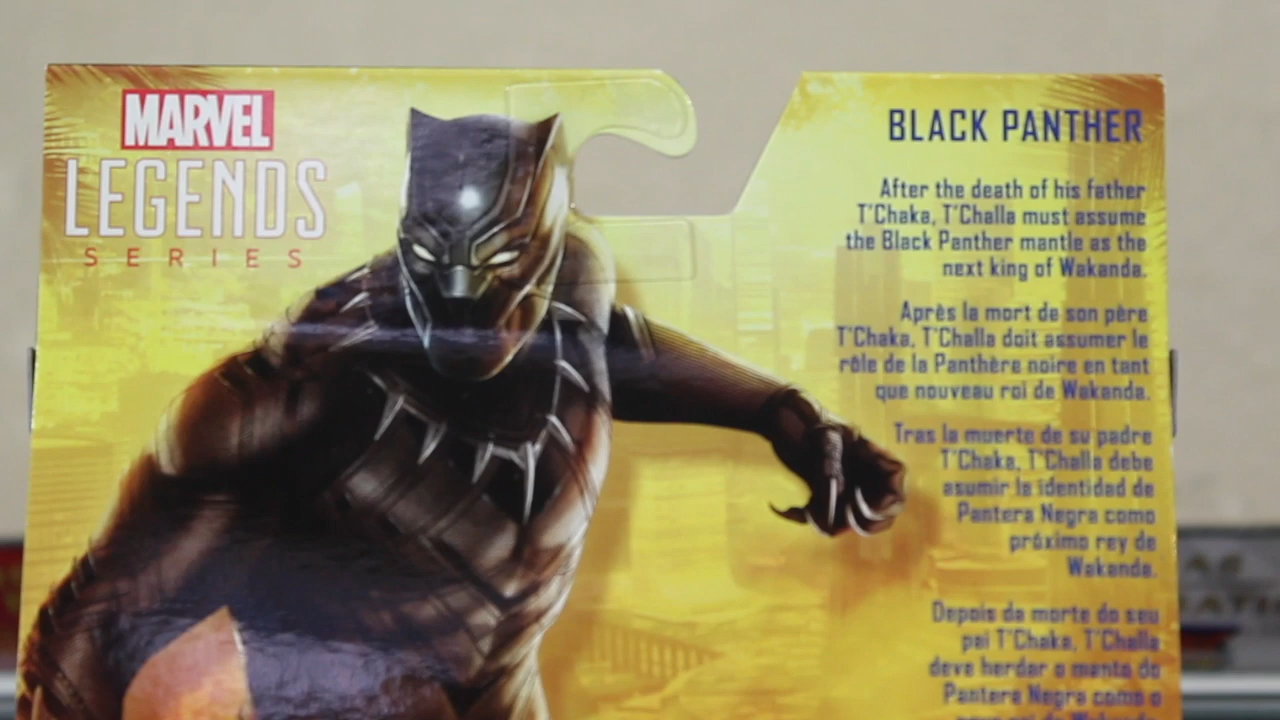 MARVEL
LEGENDS
SERIES
BLACK PANTHER
After the death of his father
T'Chaka, T'Challa must assume
the Black Panther mantle as the
next king of Wakanda.
Après la mort de son père
T'Chaka, T'Challa doit assumer le
rôle de la Panthère noire en tant
que nouveau roi de Wakanda.
Tras la muerte de su padre
T'Chaka, T'Challa debe
asumir la identidad de
Pantera Negra como
próximo rey de
Wakanda.
Depois da morte do seu
pai T'Chaka, T'Challa
deve herdar o manto do
Pantera Negra como o